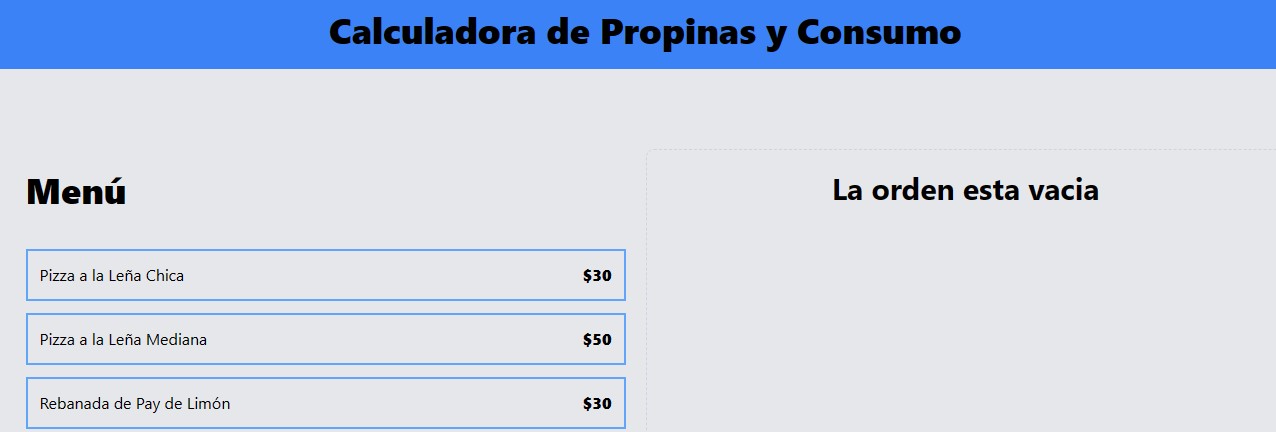 Calculadora de Propinas y Consumo
Menú
Pizza a la Leña Chica $30
Pizza a la Leña Mediana $50
Rebanada de Pay de Limón $30
La orden esta vacia